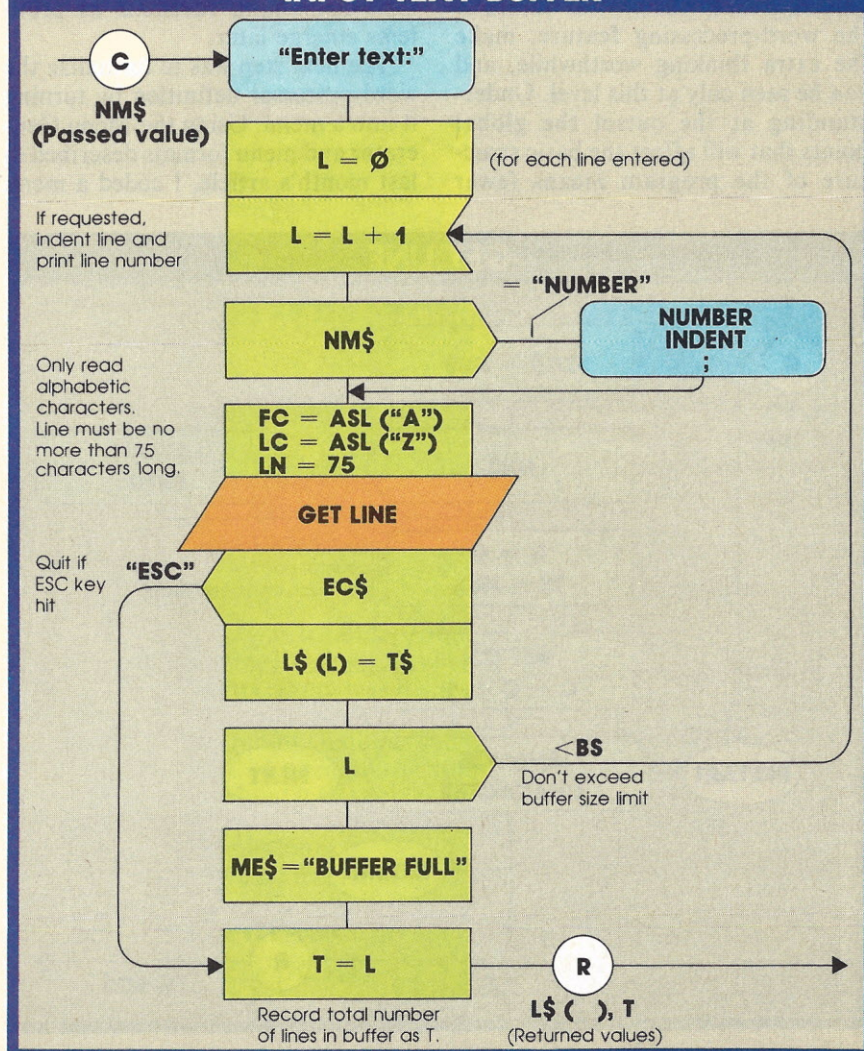 INPUT TEXT BUFFER
C
"Enter text:"
NM$
(Passed value)
L = Ø
(for each line entered)
If requested,
indent line and
print line number
L = L + 1
= "NUMBER"
NM$
NUMBER
INDENT
;
Only read
alphabetic
characters.
Line must be no
more than 75
characters long.
FC = ASL ("A")
LC = ASL ("Z")
LN = 75
GET LINE
Quit if
ESC key
hit
"ESC"
EC$
L$ (L) = T$
L
<BS
Don't exceed
buffer size limit
ME$ = "BUFFER FULL"
T = L
R
Record total number
of lines in buffer as T.
L$ ( ), T
(Returned values)